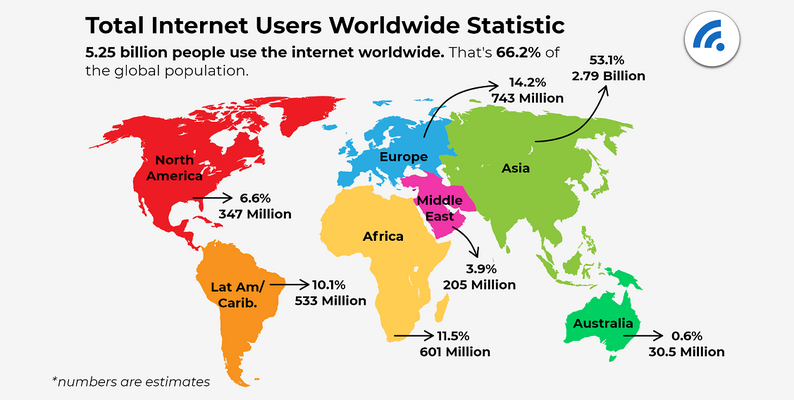 Total Internet Users Worldwide Statistic
5.25 billion people use the internet worldwide. That's 66.2% of
the global population.
53.1%
2.79 Billion
14.2%
743 Million
North
America
Europe
Asia
6.6%
347 Million
Middle
East
Africa
3.9%
205 Million
Lat Am/
Carib.
10.1%
533 Million
Australia
11.5%
601 Million
0.6%
30.5 Million
*numbers are estimates